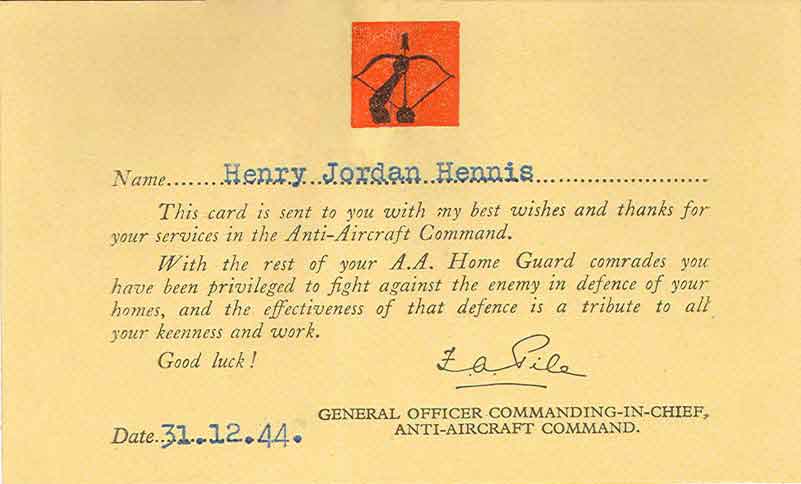 Name.......Henry Jordan Hennis.......................
This card is sent to you with my best wishes and thanks for
your services in the Anti-Aircraft Command.
With the rest of your A.A. Home Guard comrades you
have been privileged to fight against the enemy in defence of your
homes, and the effectiveness of that defence is a tribute to all
your keenness and work.
Good luck!
F. A. Pile
GENERAL OFFICER COMMANDING-IN-CHIEF,
ANTI-AIRCRAFT COMMAND.
Date..31.12.44.